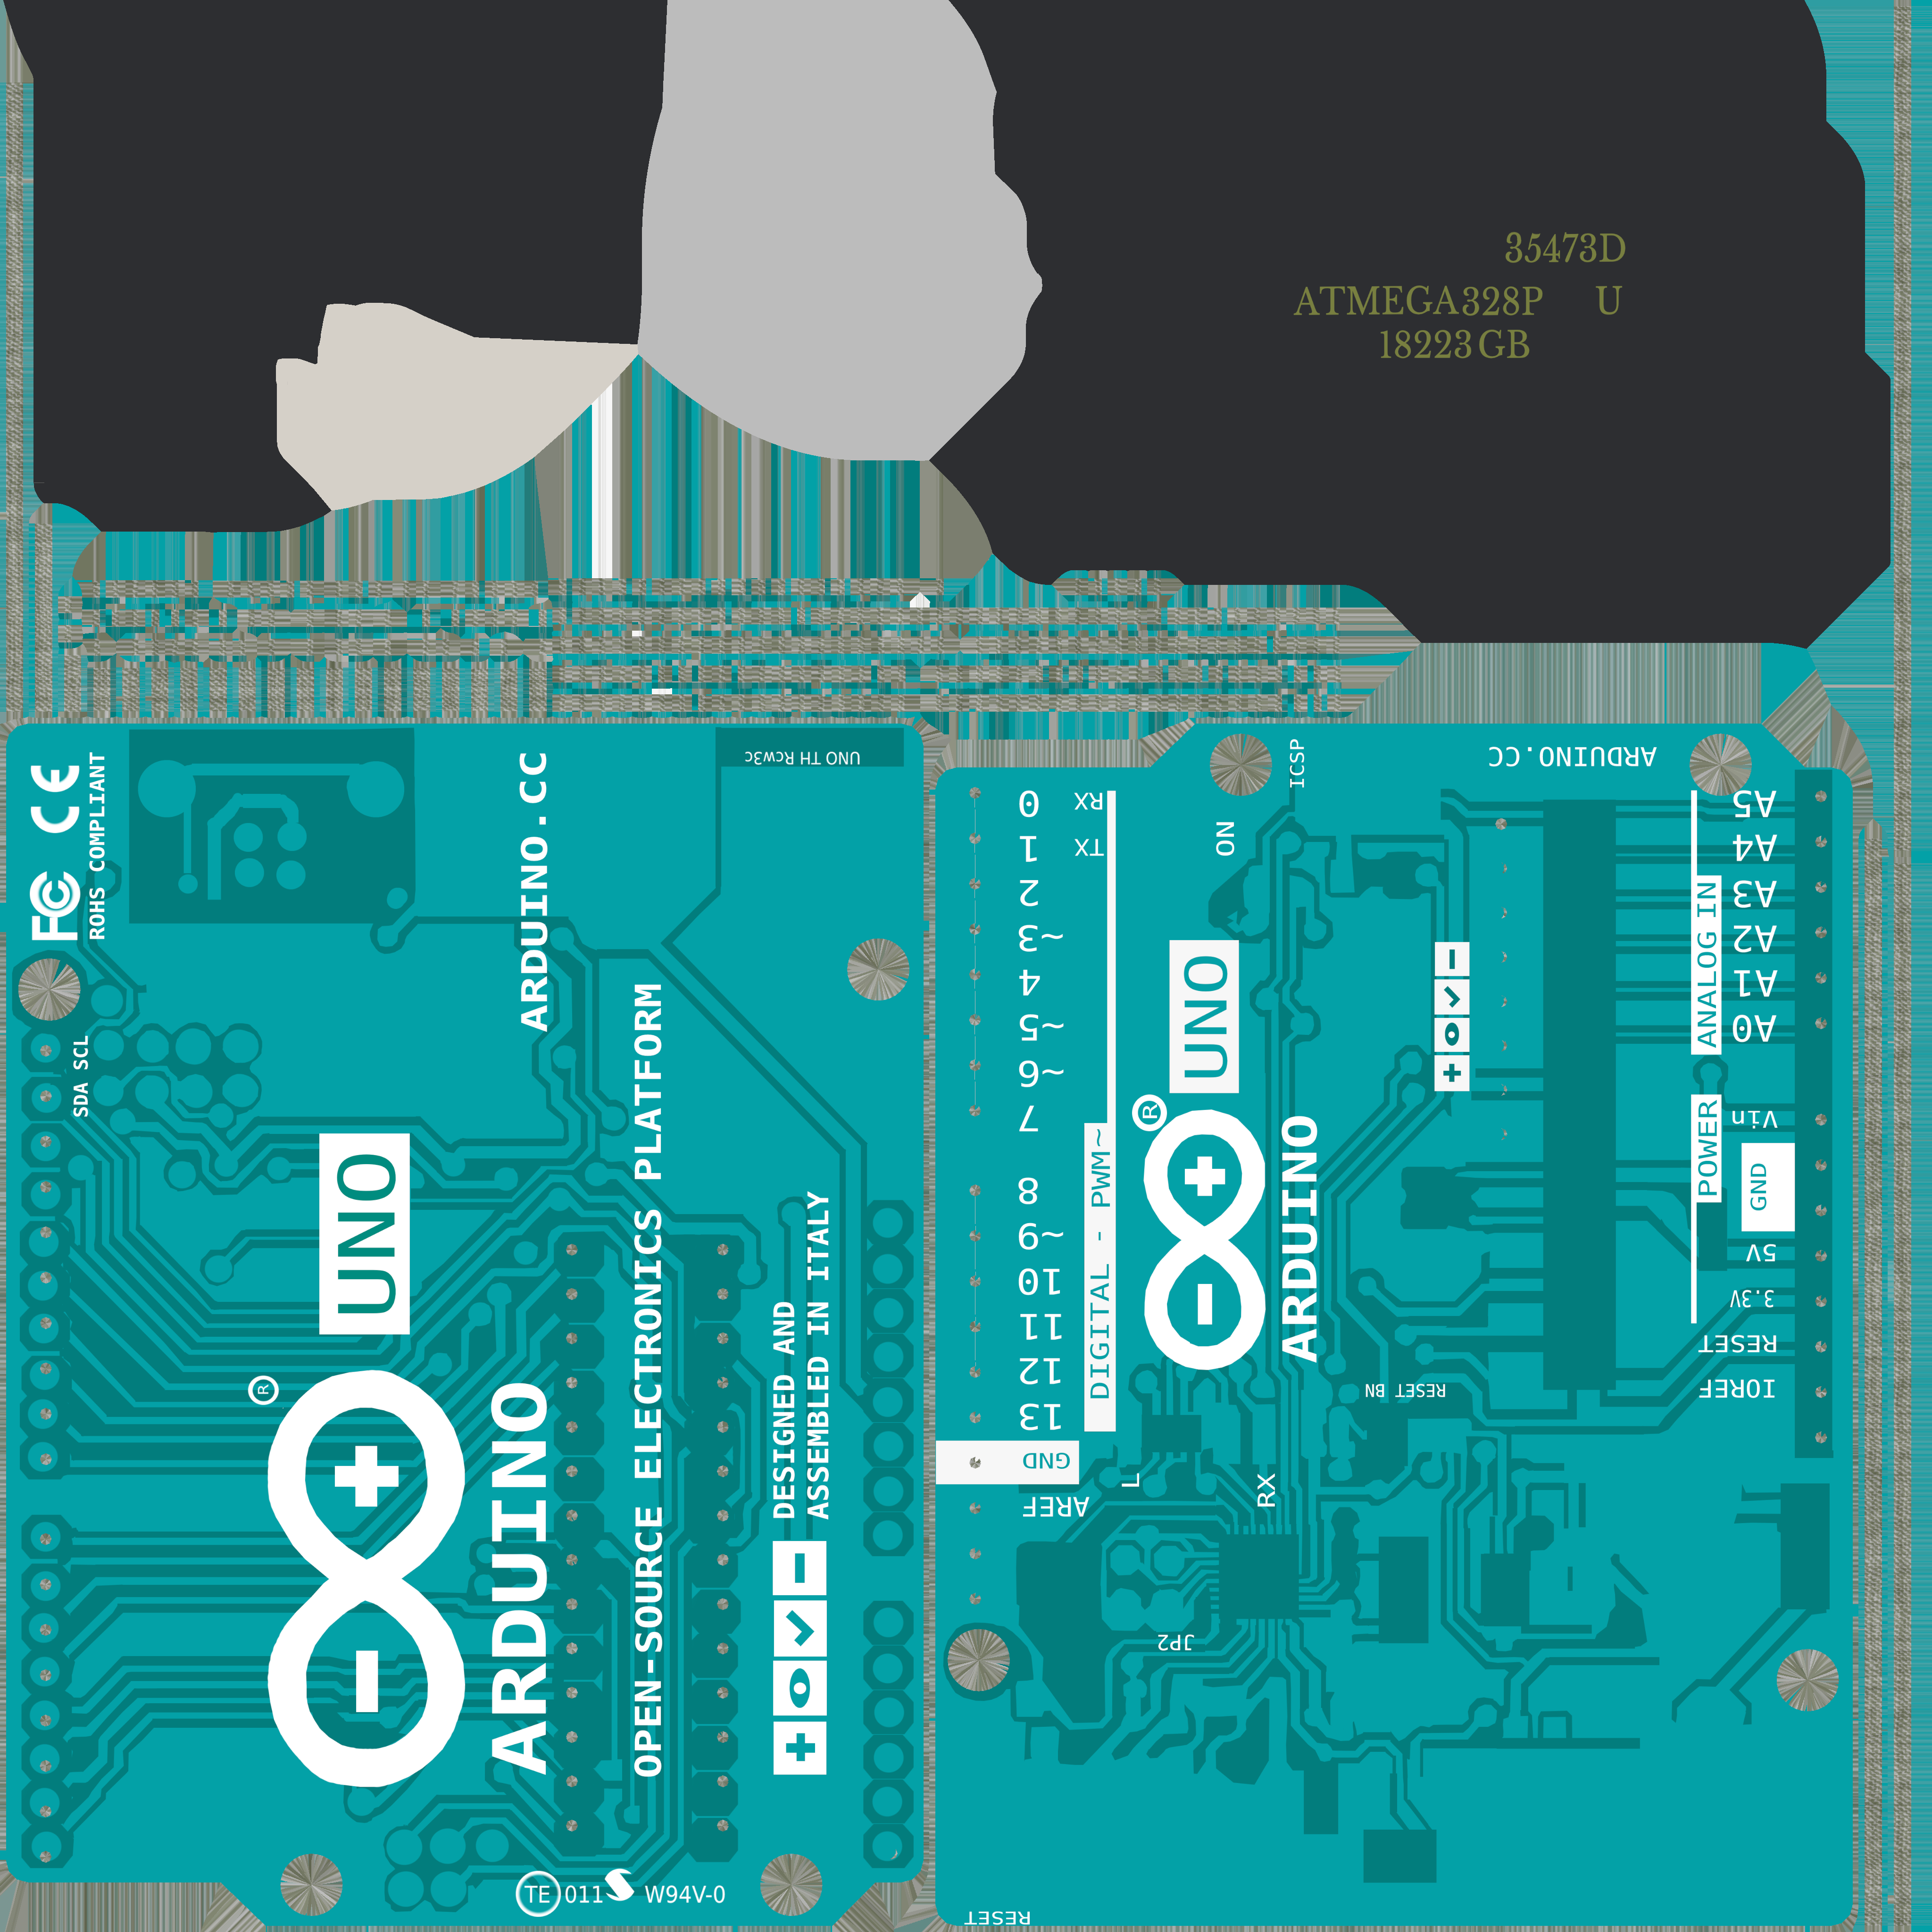 35473D
ATMEGA328P U
18223 GB
FC CE
ROHS COMPLIANT
ARDUINO.CC
UNO TH Rcw3c
SDA SCL
UNO
®
ARDUINO
OPEN-SOURCE ELECTRONICS PLATFORM
DESIGNED AND
ASSEMBLED IN ITALY
TE 011 W94V-0
ICSP
ARDUINO.CC
0
RX
1
TX
2
~3
4
~5
~6
7
8
~9
10
11
12
13
GND
AREF
DIGITAL - PWM ~
ON
UNO
®
ARDUINO
A5
A4
A3
A2
A1
A0
ANALOG IN
POWER
Vin
GND
5V
3.3V
RESET
IOREF
RESET BN
L
RX
JP2
RESET